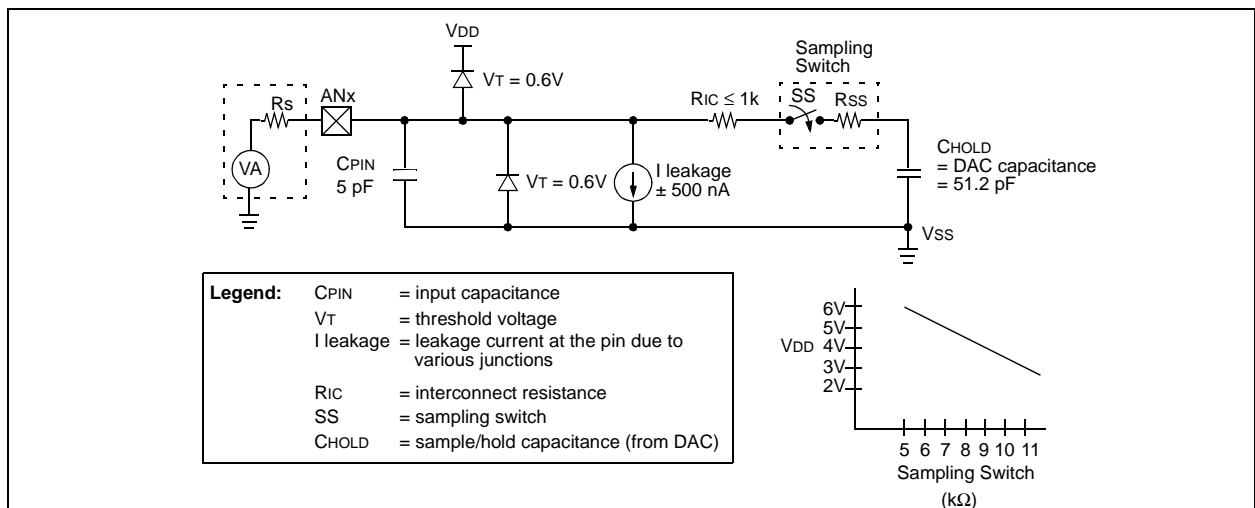 VDD
VT = 0.6V
Sampling
Switch
Rs
ANx
RIC ≤ 1k
SS
RSS
VA
CPIN
5 pF
VT = 0.6V
I leakage
± 500 nA
CHOLD
= DAC capacitance
= 51.2 pF
VSS
Legend:
CPIN = input capacitance
VT = threshold voltage
I leakage = leakage current at the pin due to
various junctions
RIC = interconnect resistance
SS = sampling switch
CHOLD = sample/hold capacitance (from DAC)
6V
5V
VDD 4V
3V
2V
5 6 7 8 9 10 11
Sampling Switch
(kΩ)